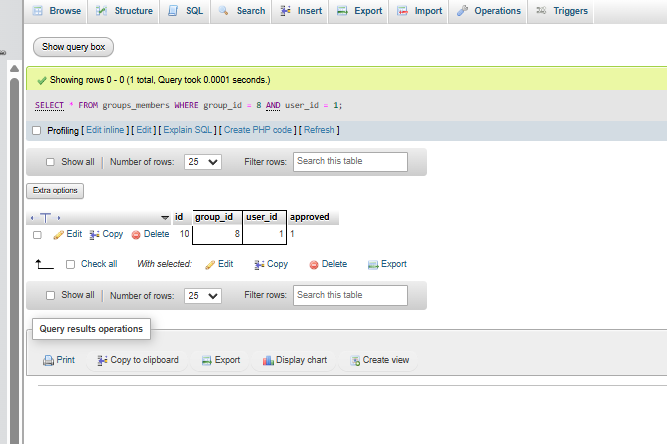 Browse Structure SQL Search Insert Export Import Operations Triggers
Show query box
Showing rows 0 - 0 (1 total, Query took 0.0001 seconds.)
SELECT * FROM groups_members WHERE group_id = 8 AND user_id = 1;
Profiling [ Edit inline ] [ Edit ] [ Explain SQL ] [ Create PHP code ] [ Refresh ]
Show all | Number of rows: 25 Filter rows: Search this table
Extra options
id group_id user_id approved
Edit Copy Delete 10 8 1 1
Check all With selected: Edit Copy Delete Export
Show all | Number of rows: 25 Filter rows: Search this table
Query results operations
Print Copy to clipboard Export Display chart Create view